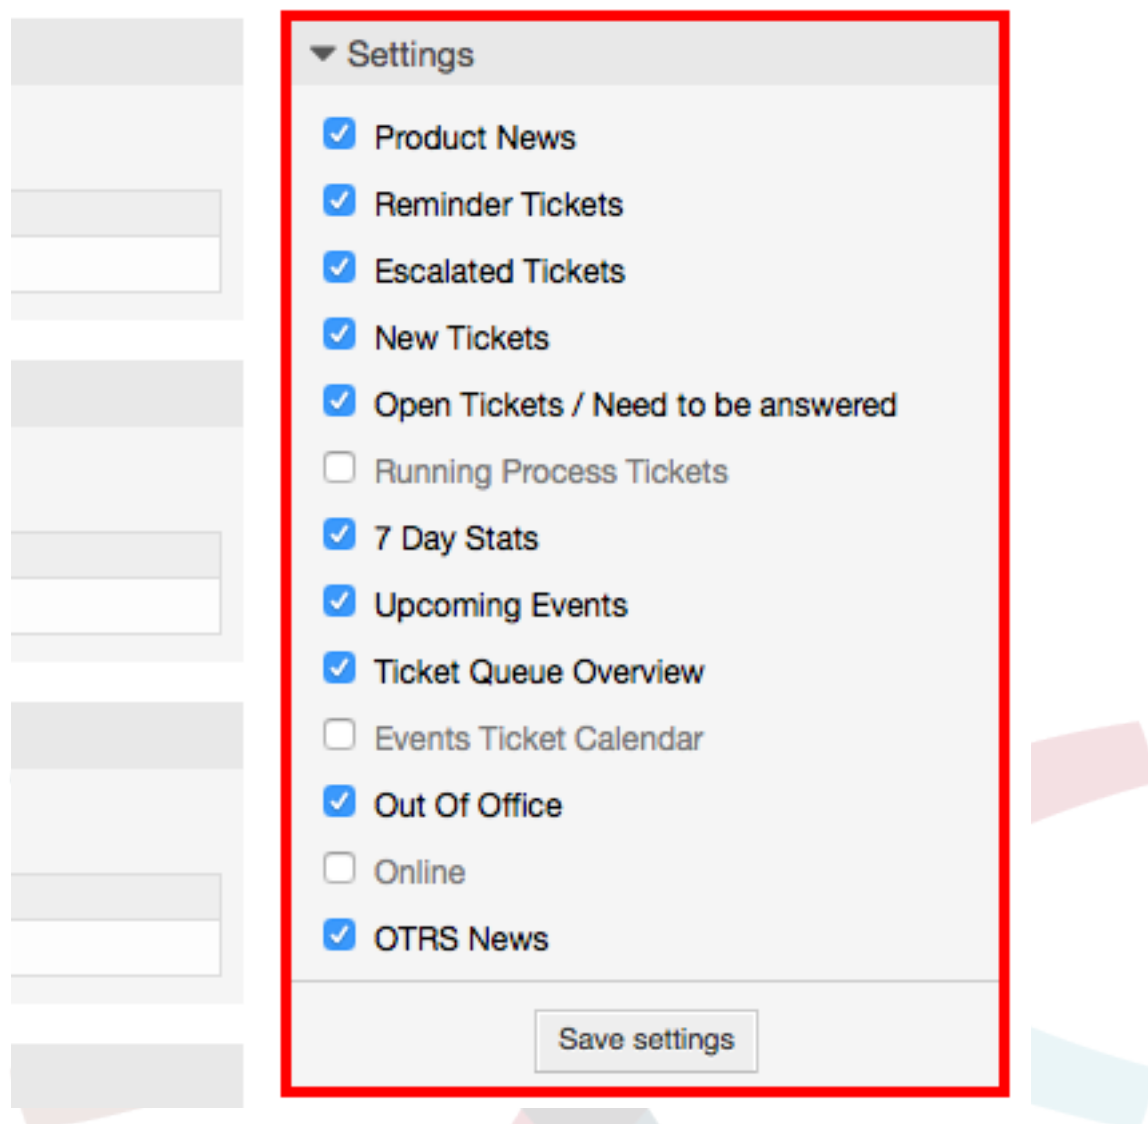 Settings
Product News
Reminder Tickets
Escalated Tickets
New Tickets
Open Tickets / Need to be answered
Running Process Tickets
7 Day Stats
Upcoming Events
Ticket Queue Overview
Events Ticket Calendar
Out Of Office
Online
OTRS News
Save settings